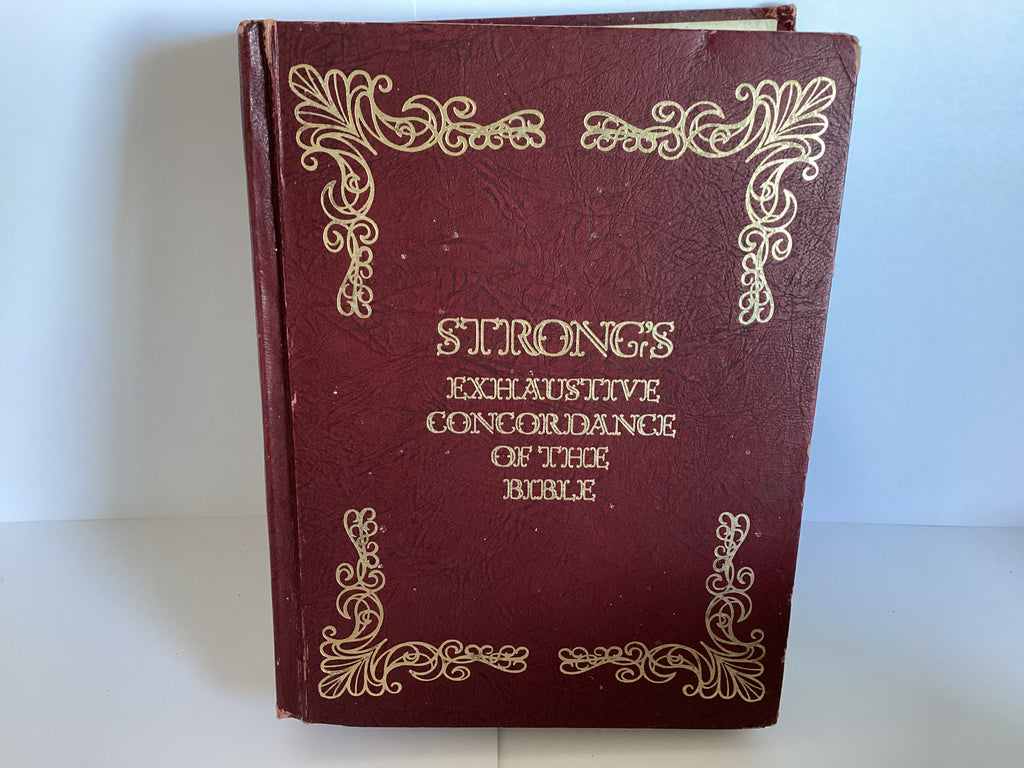 STRONG'S
EXHAUSTIVE
CONCORDANCE
OF THE
BIBLE